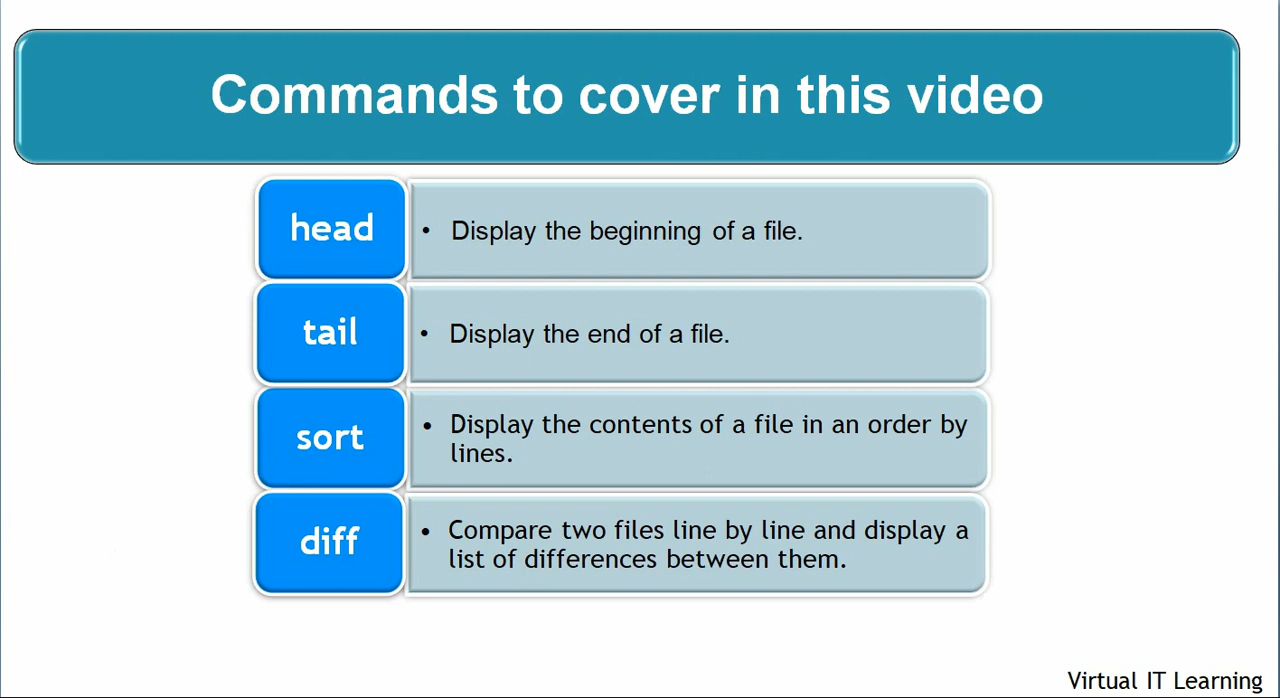 Commands to cover in this video
head
• Display the beginning of a file.
tail
• Display the end of a file.
sort
• Display the contents of a file in an order by
lines.
diff
• Compare two files line by line and display a
list of differences between them.
Virtual IT Learning